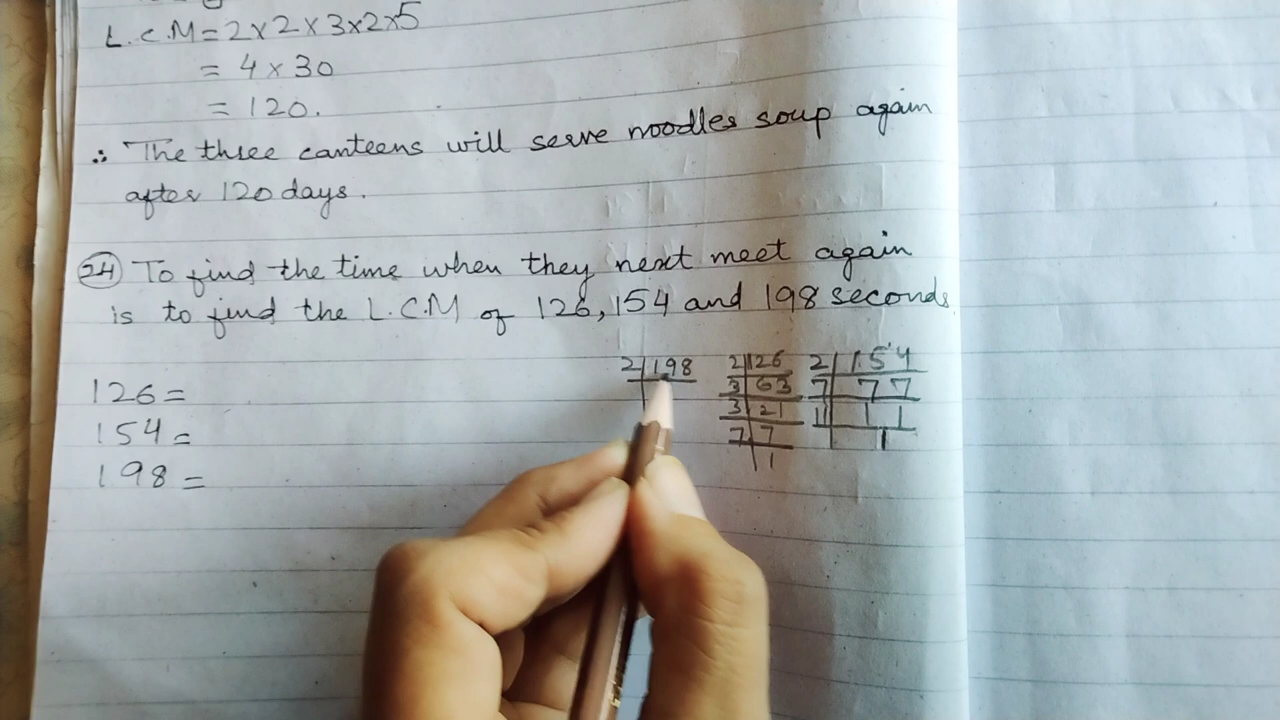 L.C.M = 2x2x3x2x5
= 4 x 30
= 120.
∴ The three canteens will serve noodles soup again
after 120 days.
24 To find the time when they next meet again
is to find the L.C.M of 126, 154 and 198 seconds.
126 =
154 =
198 =
2 | 198
2 | 126
3 | 63
3 | 21
7 | 7
1
2 | 154
7 | 77
11 | 11
1